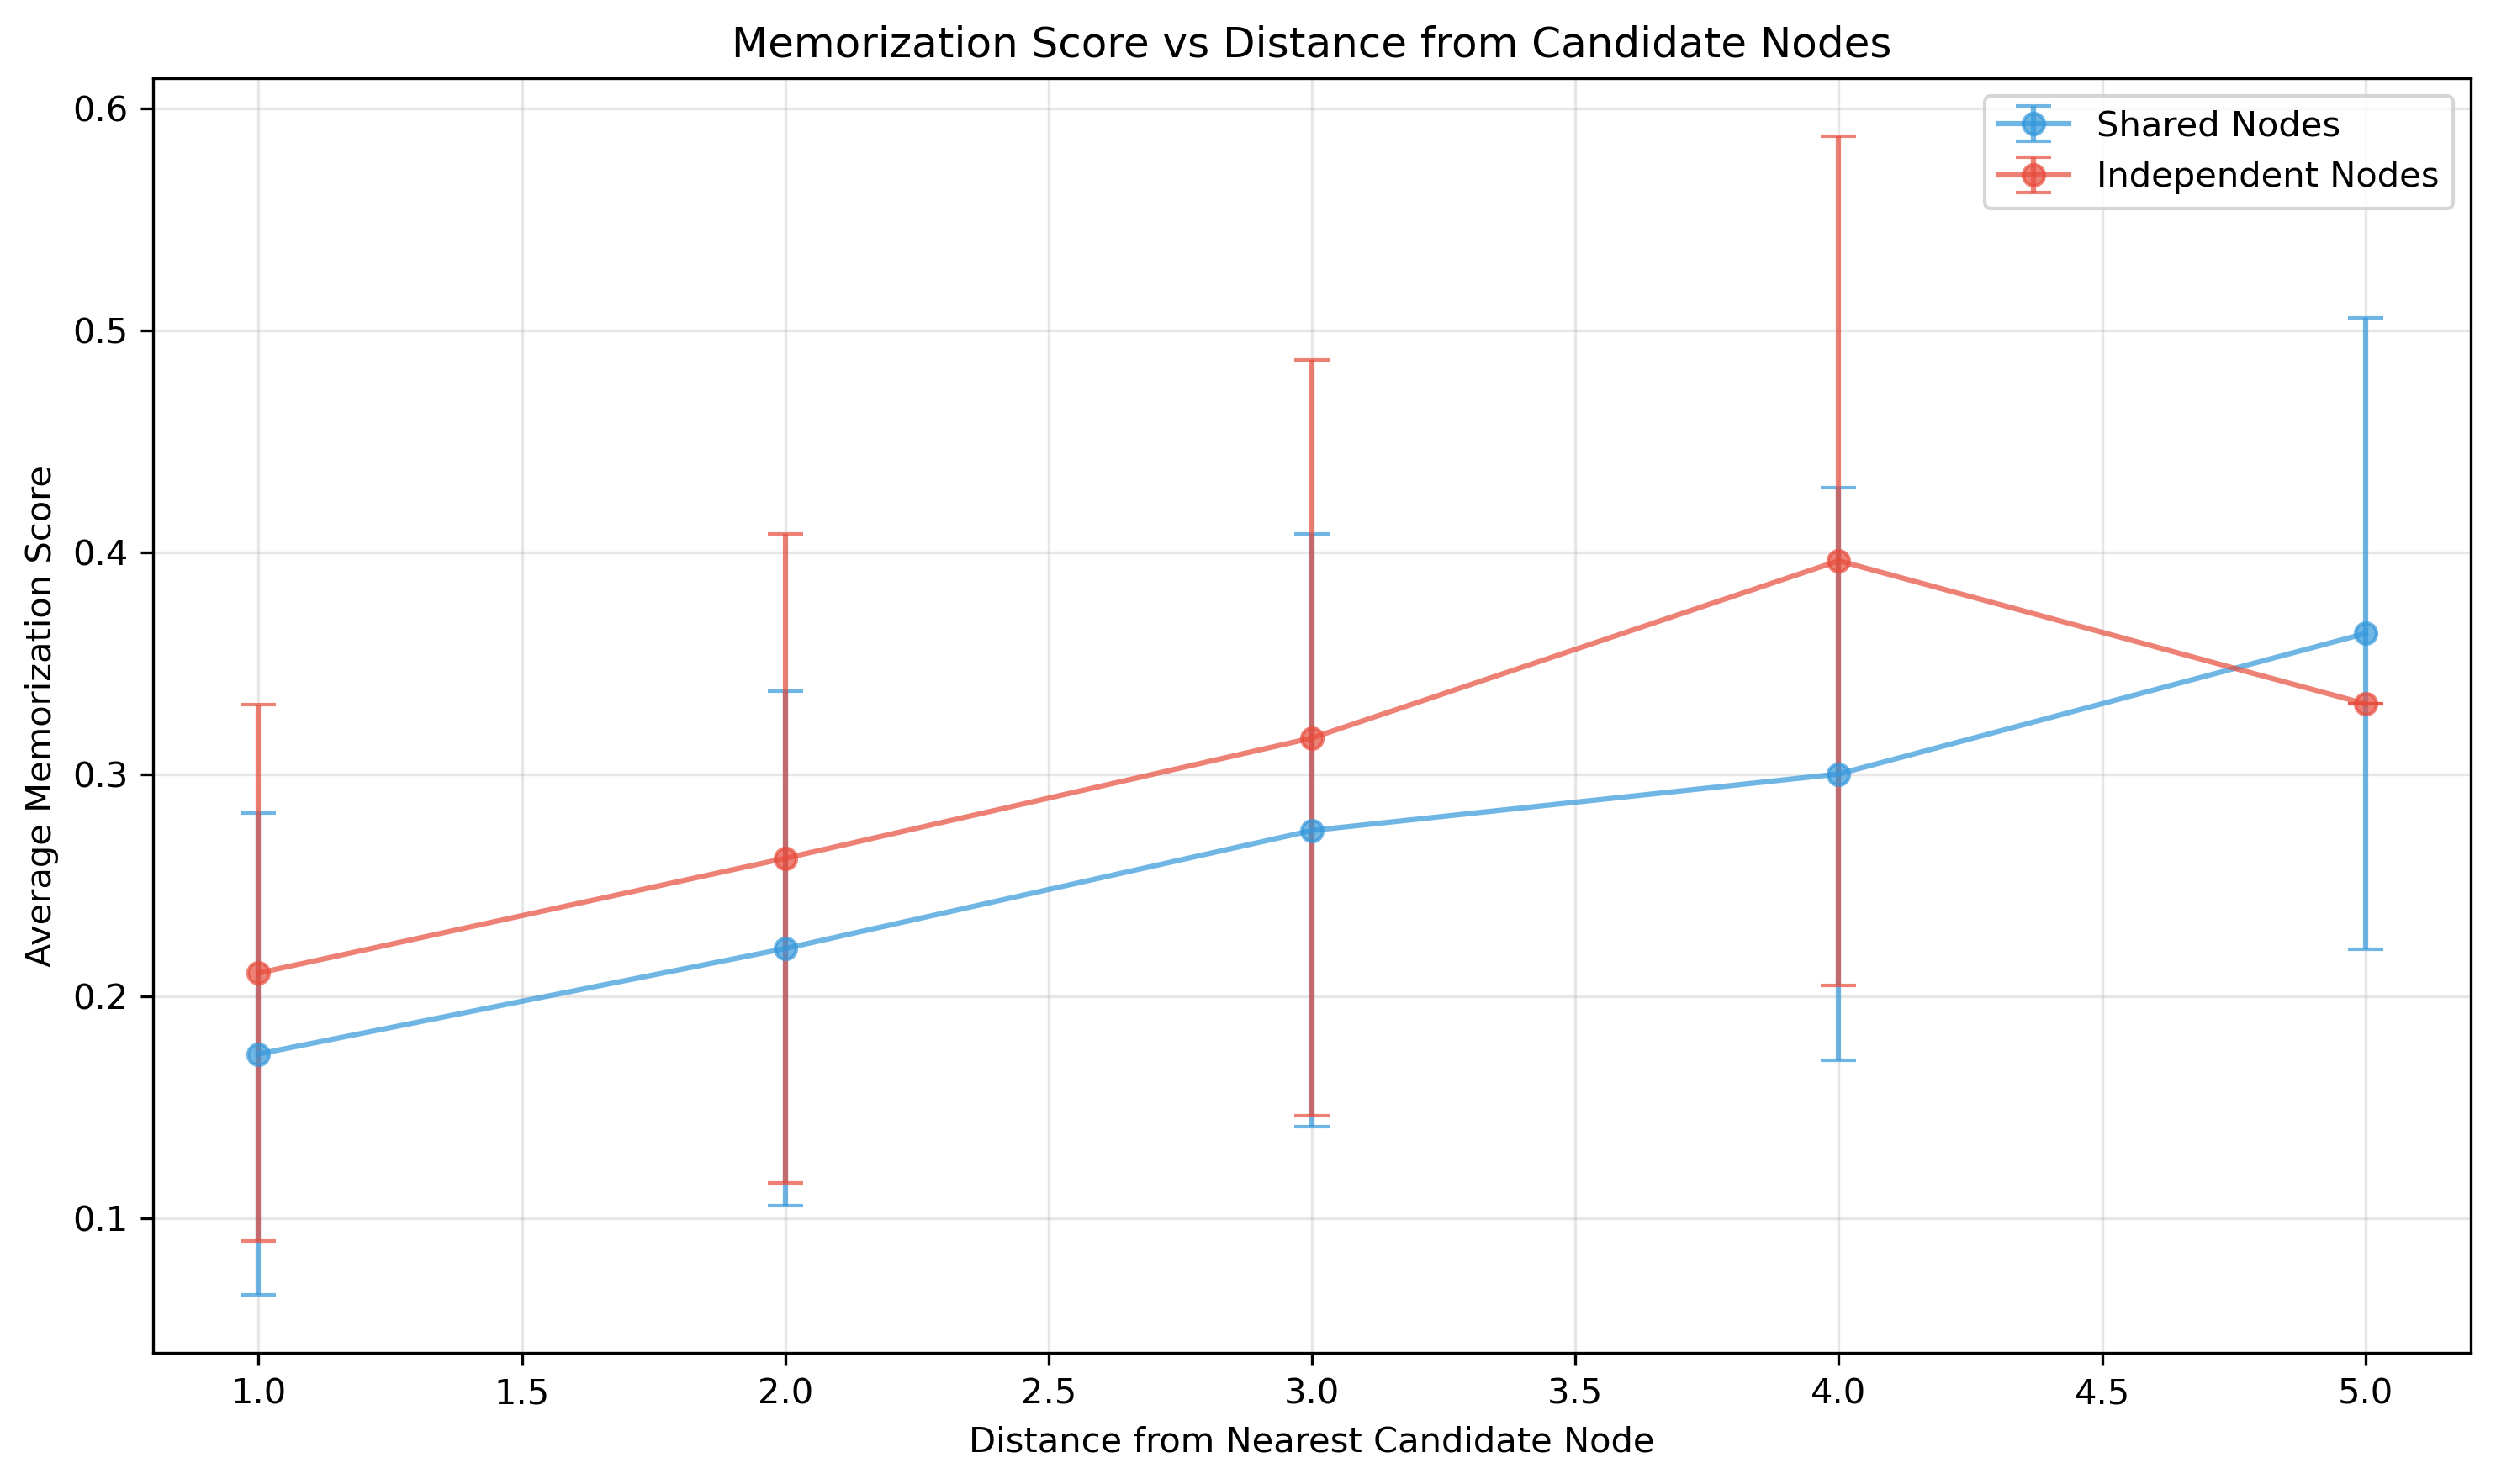 Memorization Score vs Distance from Candidate Nodes
Shared Nodes
Independent Nodes
Average Memorization Score
0.6
0.5
0.4
0.3
0.2
0.1
1.0 1.5 2.0 2.5 3.0 3.5 4.0 4.5 5.0
Distance from Nearest Candidate Node